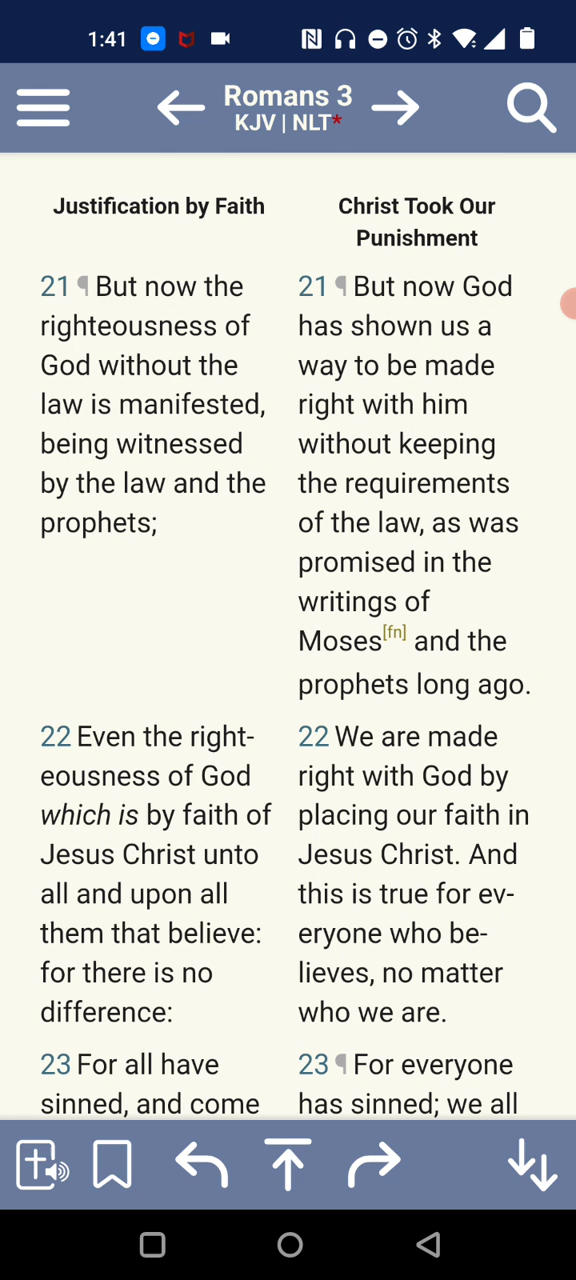 1:41
Romans 3
KJV | NLT*
Justification by Faith
21 ¶ But now the
righteousness of
God without the
law is manifested,
being witnessed
by the law and the
prophets;
22 Even the right-
eousness of God
which is by faith of
Jesus Christ unto
all and upon all
them that believe:
for there is no
difference:
23 For all have
sinned, and come
Christ Took Our
Punishment
21 ¶ But now God
has shown us a
way to be made
right with him
without keeping
the requirements
of the law, as was
promised in the
writings of
Moses[fn] and the
prophets long ago.
22 We are made
right with God by
placing our faith in
Jesus Christ. And
this is true for ev-
eryone who be-
lieves, no matter
who we are.
23 ¶ For everyone
has sinned; we all